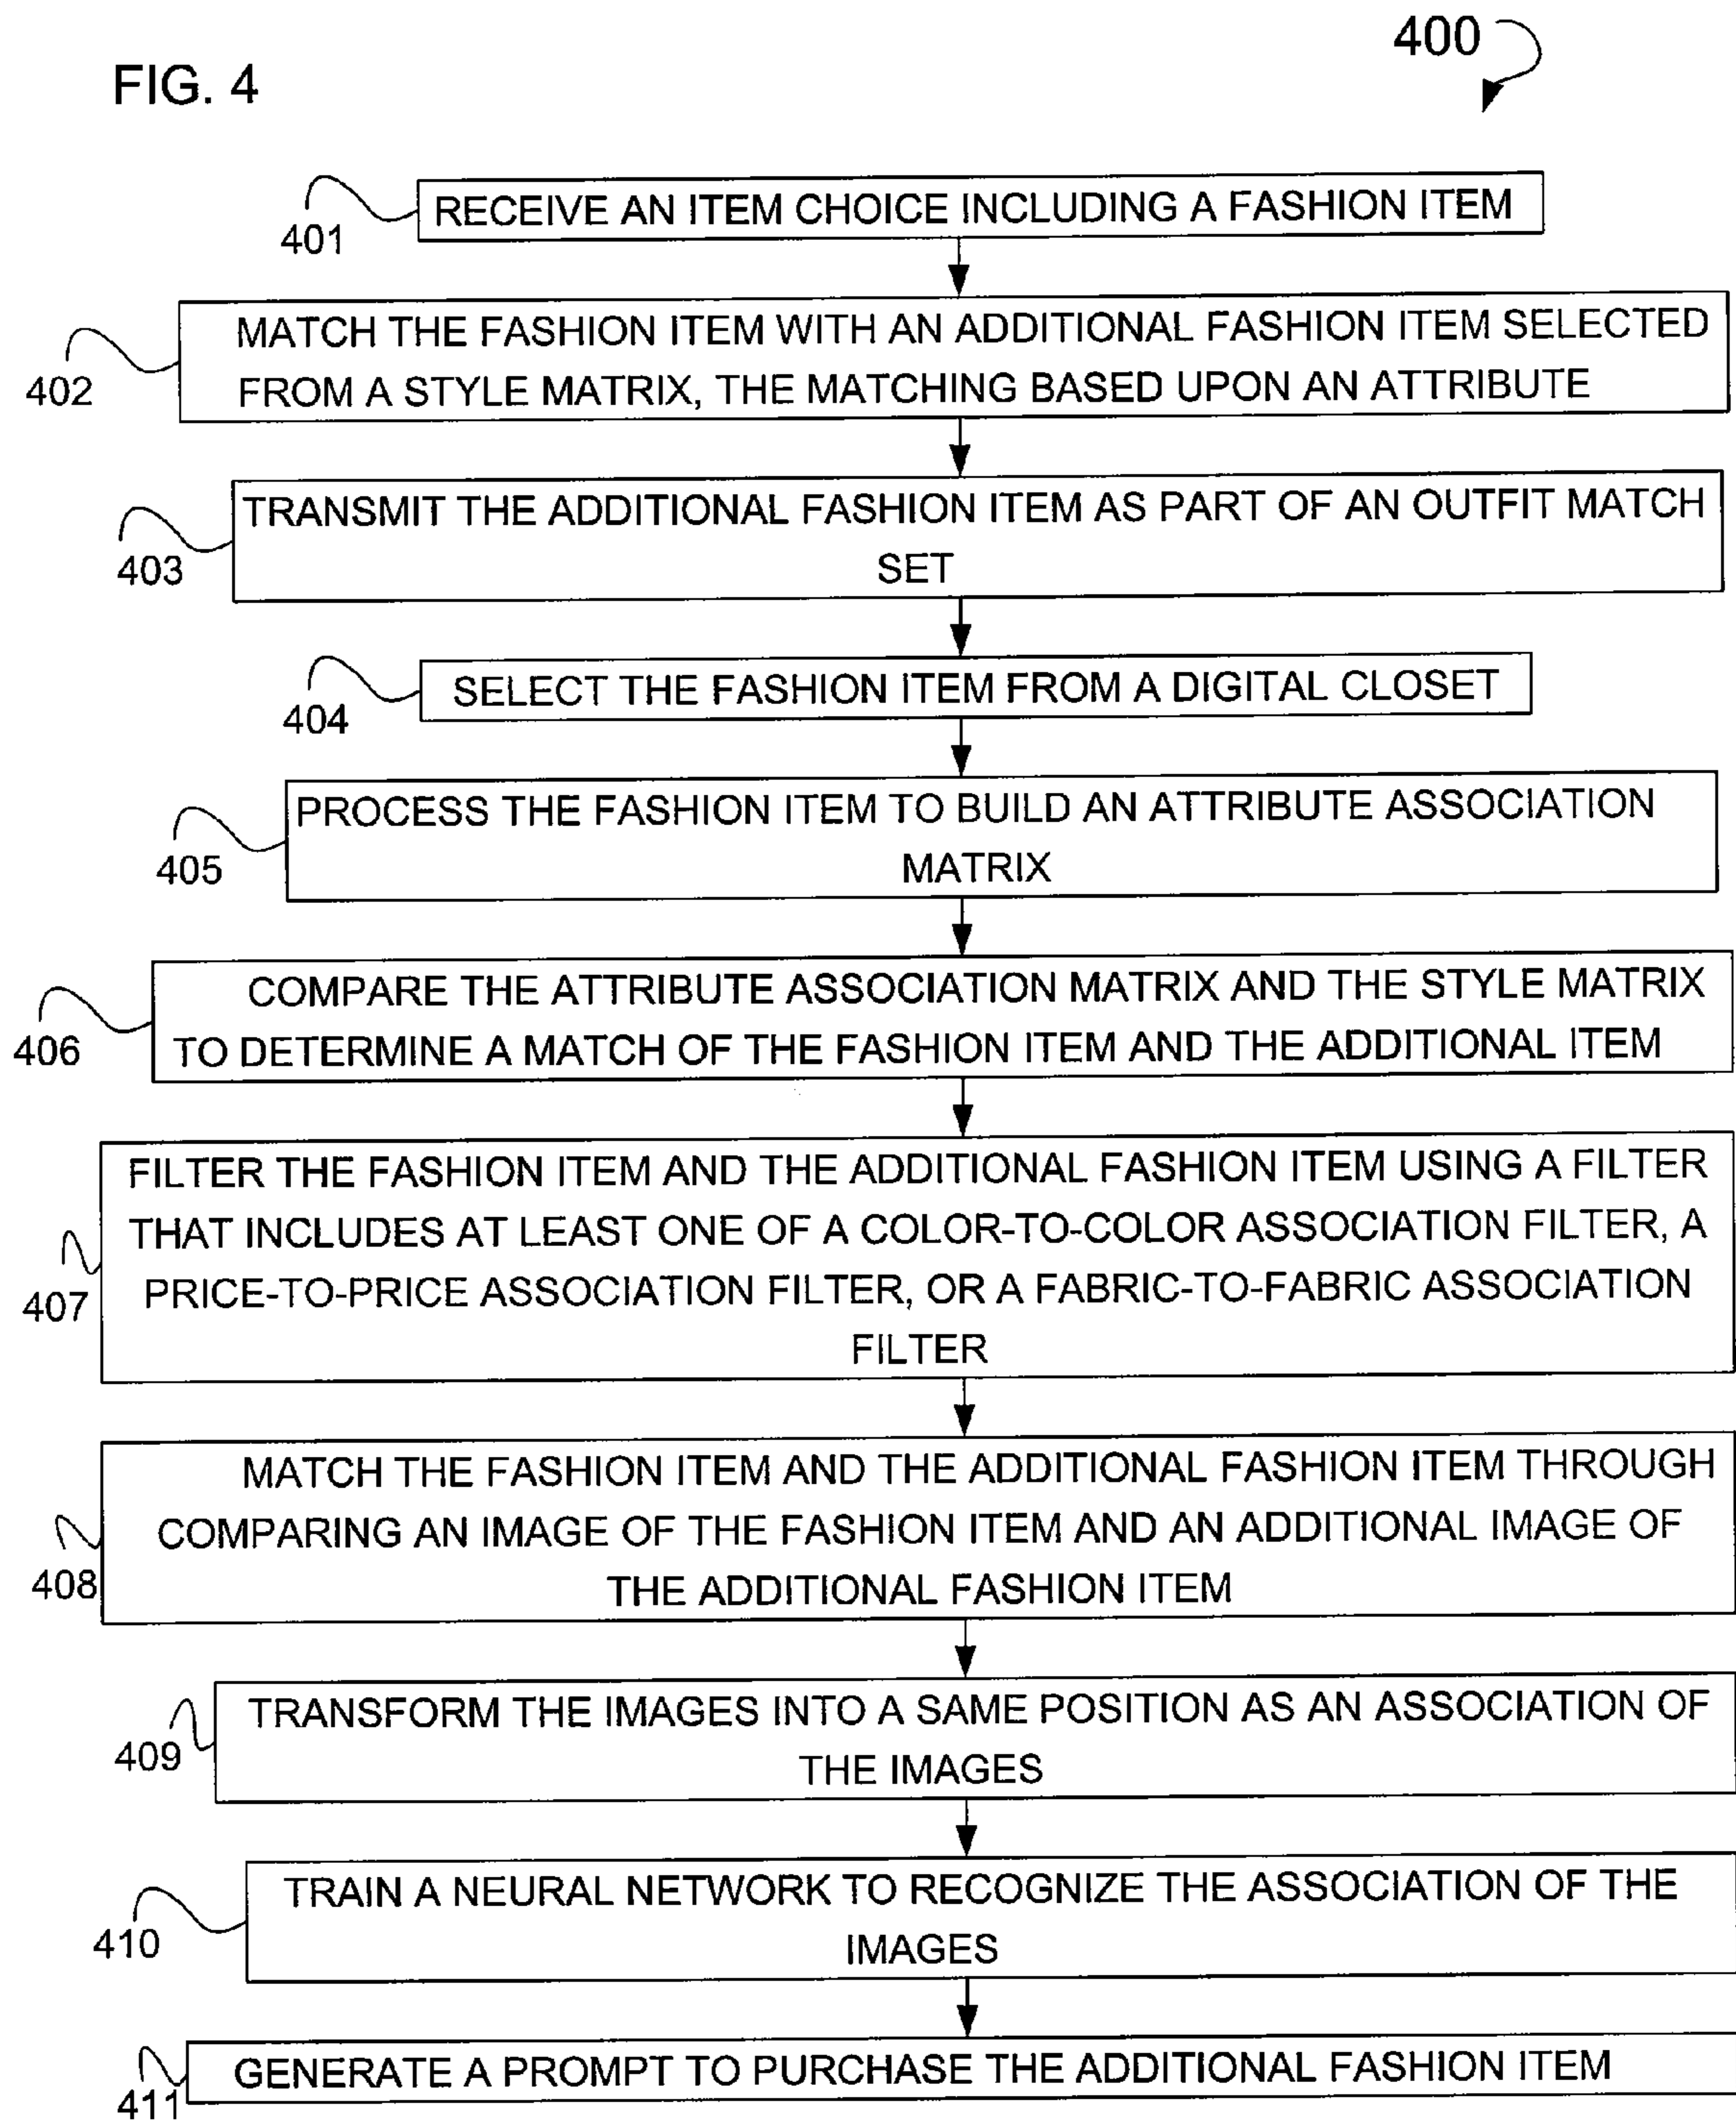 400
FIG. 4
RECEIVE AN ITEM CHOICE INCLUDING A FASHION ITEM
401
MATCH THE FASHION ITEM WITH AN ADDITIONAL FASHION ITEM SELECTED
FROM A STYLE MATRIX, THE MATCHING BASED UPON AN ATTRIBUTE
402
TRANSMIT THE ADDITIONAL FASHION ITEM AS PART OF AN OUTFIT MATCH
SET
403
SELECT THE FASHION ITEM FROM A DIGITAL CLOSET
404
PROCESS THE FASHION ITEM TO BUILD AN ATTRIBUTE ASSOCIATION
MATRIX
405
COMPARE THE ATTRIBUTE ASSOCIATION MATRIX AND THE STYLE MATRIX
TO DETERMINE A MATCH OF THE FASHION ITEM AND THE ADDITIONAL ITEM
406
FILTER THE FASHION ITEM AND THE ADDITIONAL FASHION ITEM USING A FILTER
THAT INCLUDES AT LEAST ONE OF A COLOR-TO-COLOR ASSOCIATION FILTER, A
PRICE-TO-PRICE ASSOCIATION FILTER, OR A FABRIC-TO-FABRIC ASSOCIATION
FILTER
407
MATCH THE FASHION ITEM AND THE ADDITIONAL FASHION ITEM THROUGH
COMPARING AN IMAGE OF THE FASHION ITEM AND AN ADDITIONAL IMAGE OF
THE ADDITIONAL FASHION ITEM
408
TRANSFORM THE IMAGES INTO A SAME POSITION AS AN ASSOCIATION OF
THE IMAGES
409
TRAIN A NEURAL NETWORK TO RECOGNIZE THE ASSOCIATION OF THE
IMAGES
410
GENERATE A PROMPT TO PURCHASE THE ADDITIONAL FASHION ITEM
411